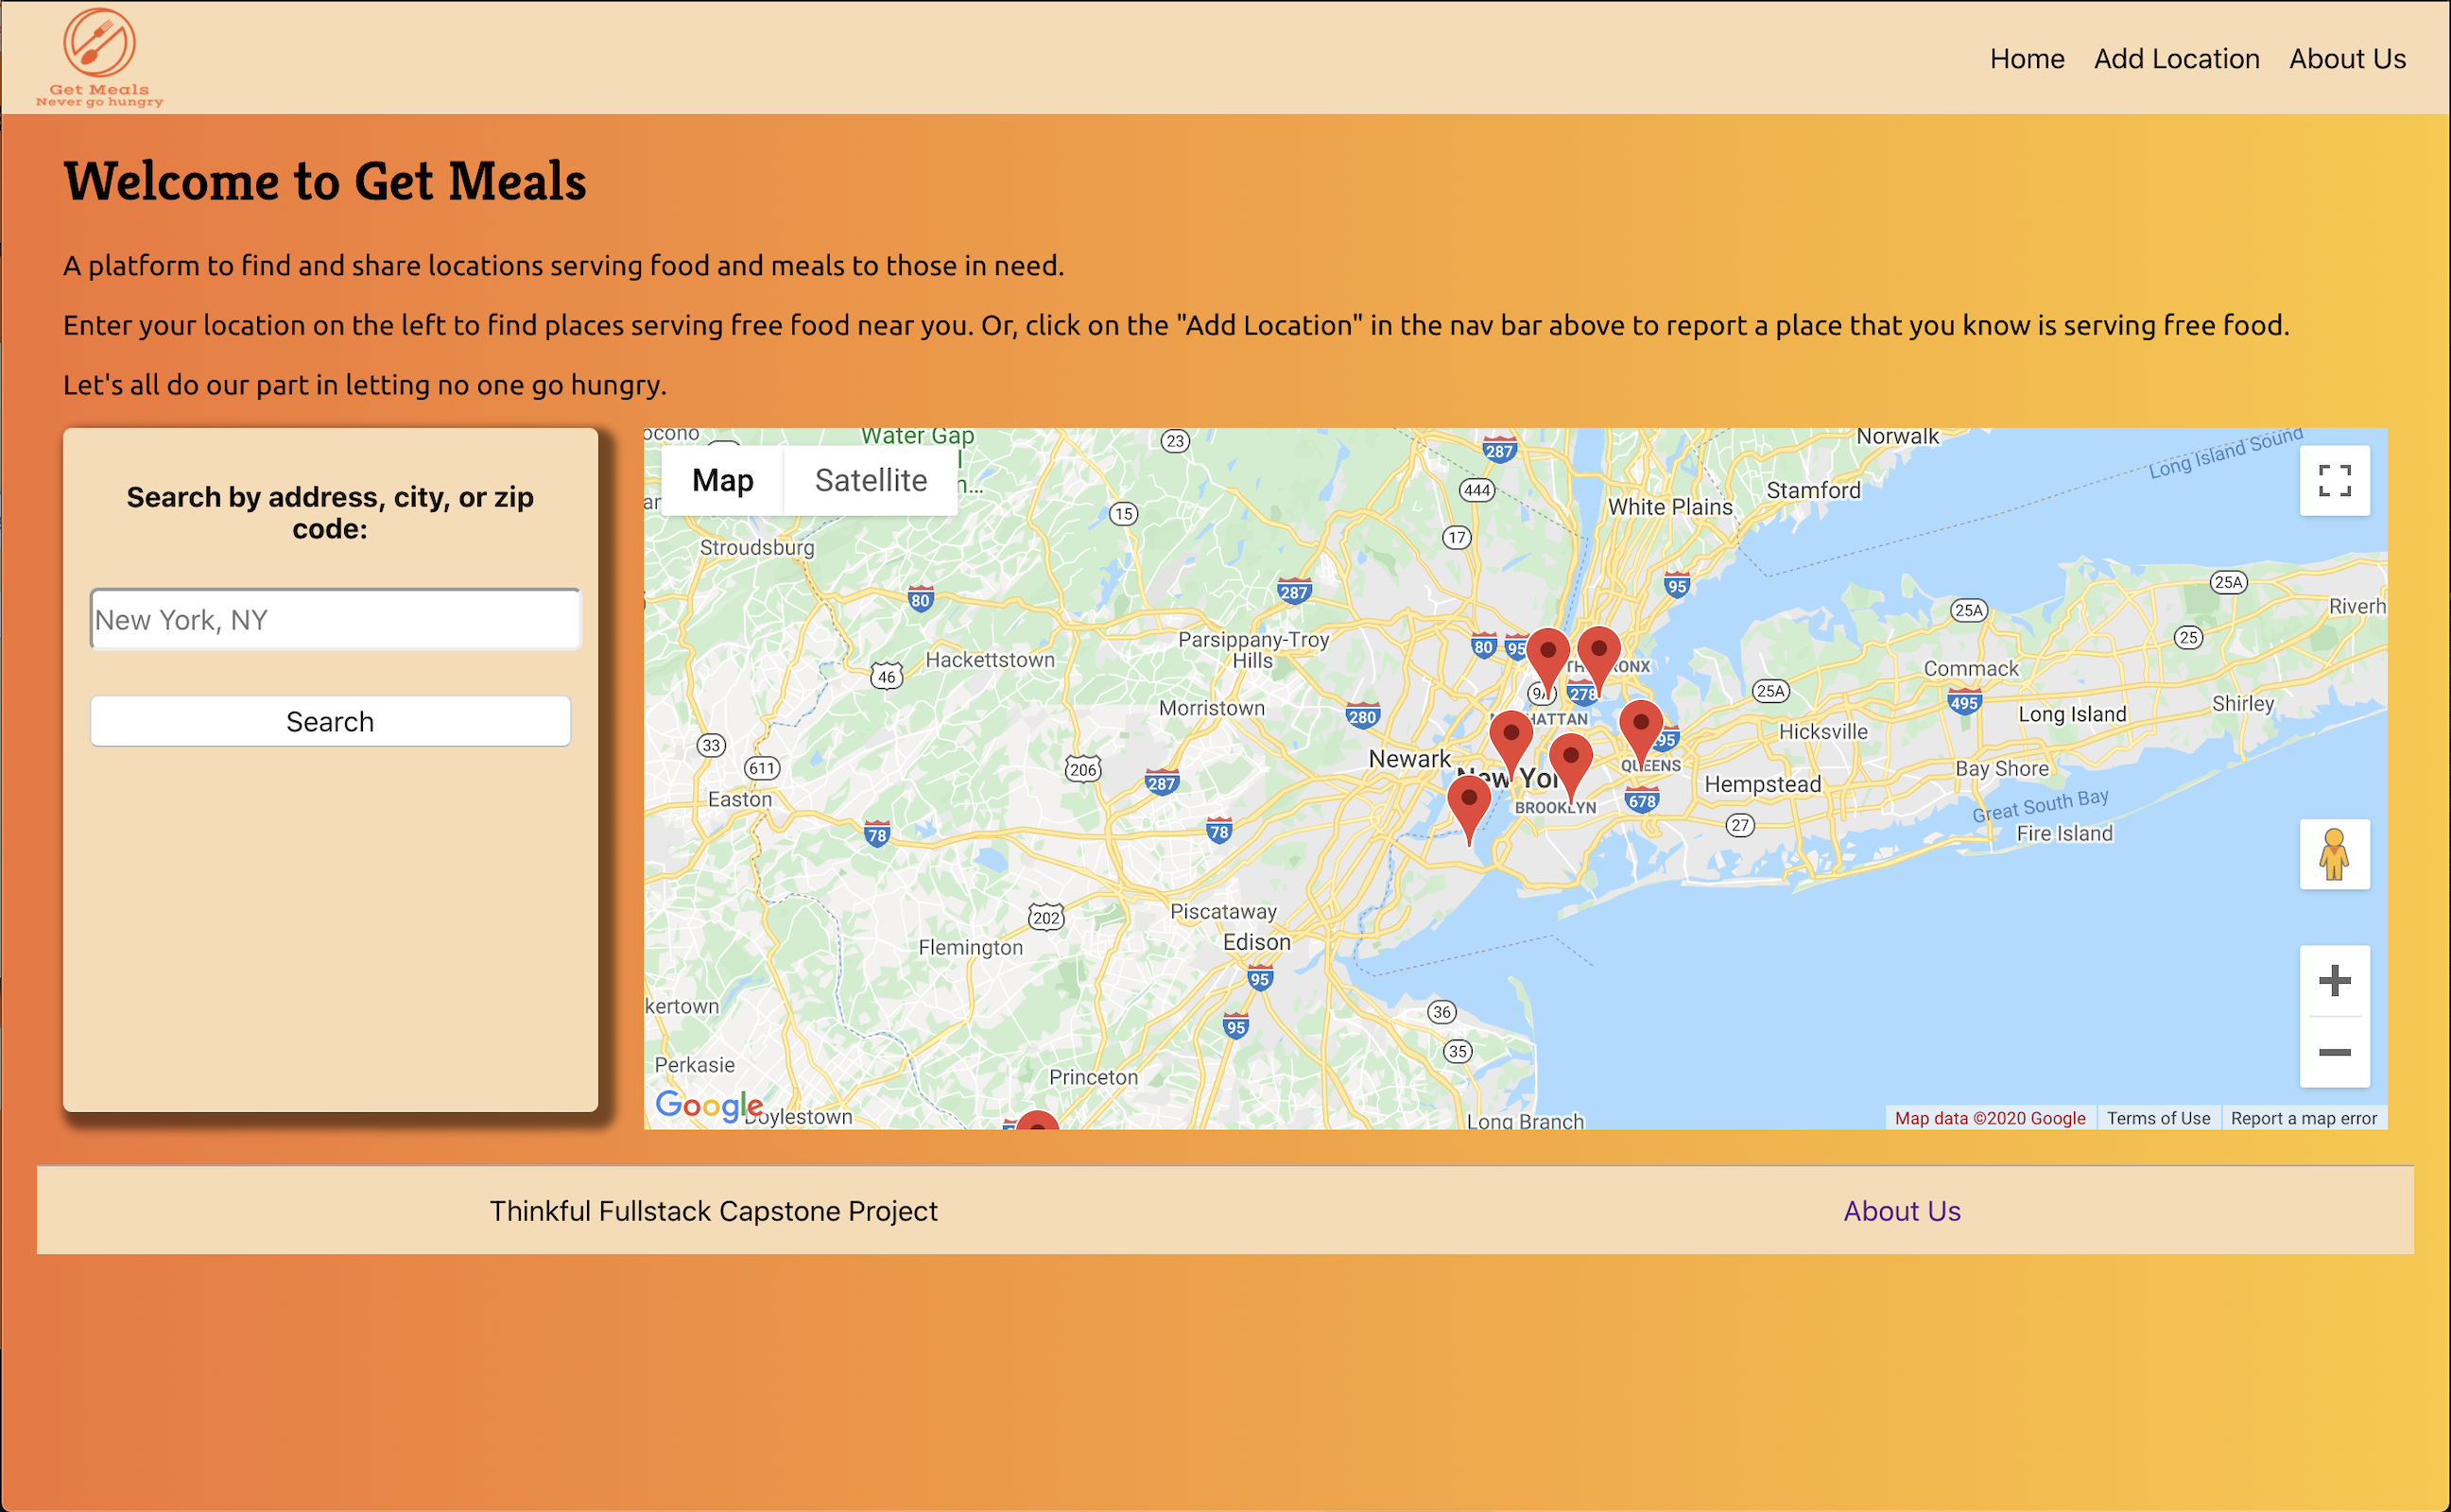 Get Meals
Never go hungry
Home Add Location About Us
Welcome to Get Meals
A platform to find and share locations serving food and meals to those in need.
Enter your location on the left to find places serving free food near you. Or, click on the "Add Location" in the nav bar above to report a place that you know is serving free food.
Let's all do our part in letting no one go hungry.
Search by address, city, or zip
code:
New York, NY
Search
Map Satellite
Water Gap
23
287
Norwalk
Long Island Sound
444
Stamford
White Plains
15
17
Stroudsburg
80
287
95
25A
25A
Riverh
25
Parsippany-Troy
Hills
80
95
Hackettstown
46
Commack
278
25A
495
Morristown
280
Long Island
Shirley
Hicksville
33
Newark
611
206
287
QUEENS
Bay Shore
Hempstead
Easton
678
BROOKLYN
Great South Bay
78
78
27
Fire Island
202
Piscataway
Edison
Flemington
95
kertown
36
95
35
Perkasie
Princeton
Google
Doylestown
Long Branch
Map data ©2020 Google Terms of Use Report a map error
Thinkful Fullstack Capstone Project About Us